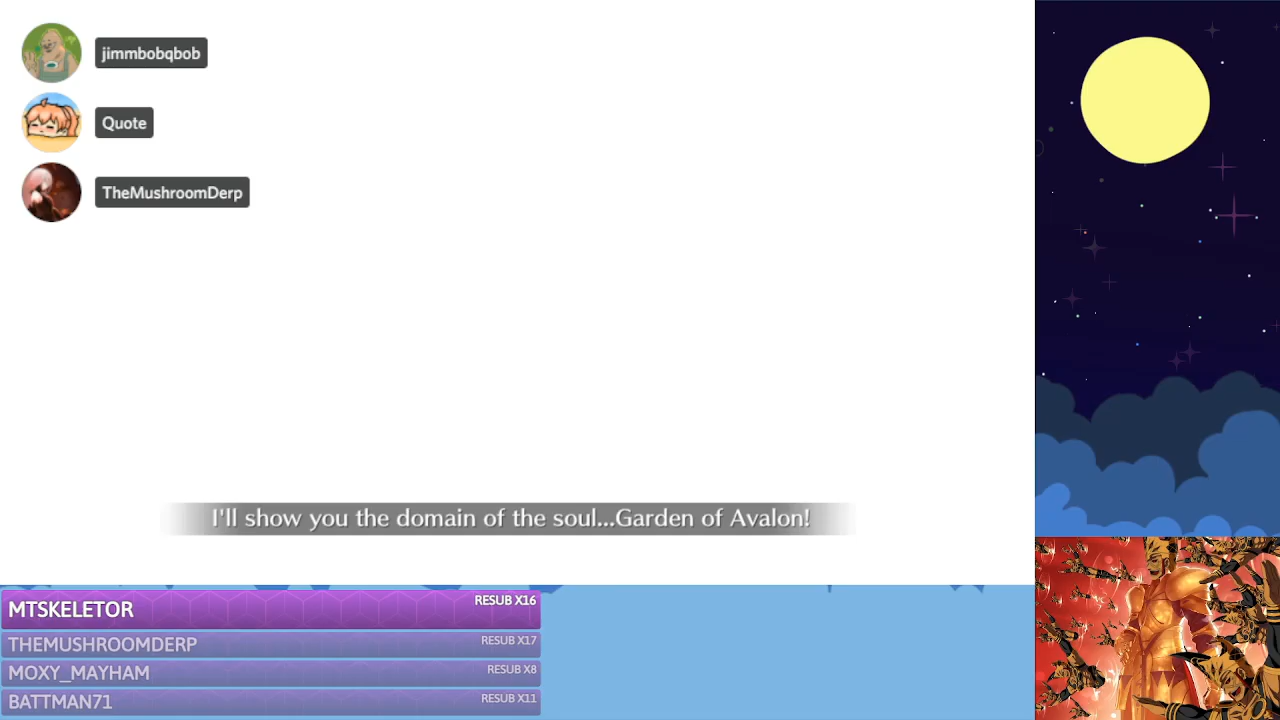 jimmbobqbob
Quote
TheMushroomDerp
I'll show you the domain of the soul...Garden of Avalon!
MTSKELETOR RESUB X16
THEMUSHROOMDERP RESUB X17
MOXY_MAYHAM RESUB X8
BATTMAN71 RESUB X11